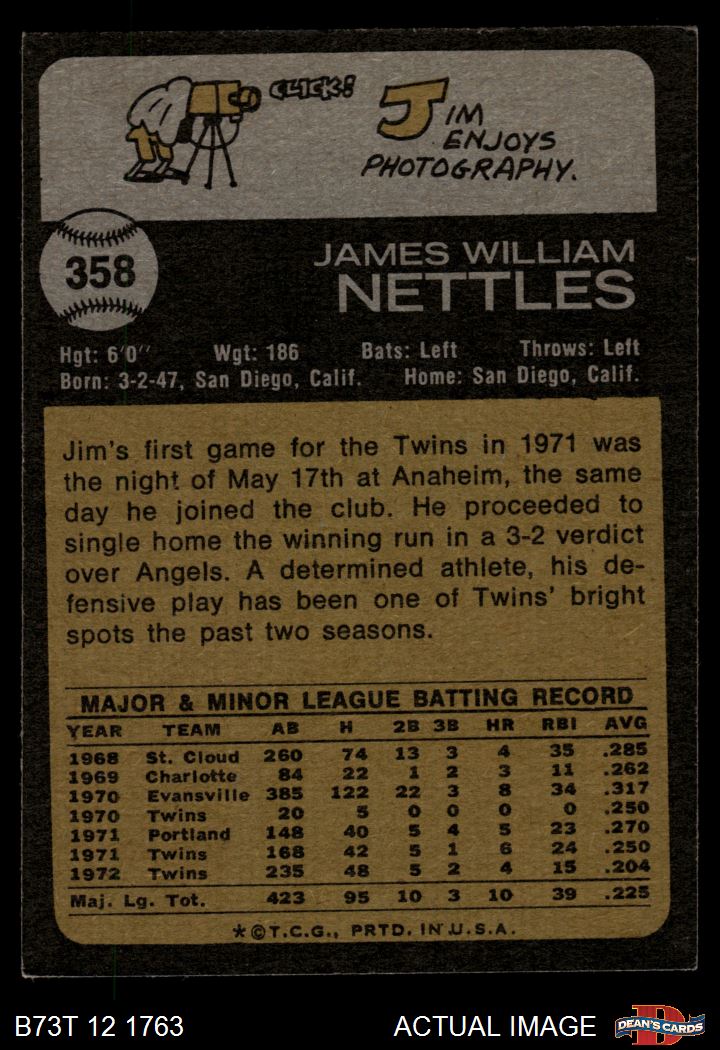 CLICK!
JIM
ENJOYS
PHOTOGRAPHY.
358
JAMES WILLIAM
NETTLES
Hgt: 6'0'' Wgt: 186 Bats: Left Throws: Left
Born: 3-2-47, San Diego, Calif. Home: San Diego, Calif.
Jim's first game for the Twins in 1971 was
the night of May 17th at Anaheim, the same
day he joined the club. He proceeded to
single home the winning run in a 3-2 verdict
over Angels. A determined athlete, his de-
fensive play has been one of Twins' bright
spots the past two seasons.
MAJOR & MINOR LEAGUE BATTING RECORD
YEAR TEAM AB H 2B 3B HR RBI AVG
1968 St. Cloud 260 74 13 3 4 35 .285
1969 Charlotte 84 22 1 2 3 11 .262
1970 Evansville 385 122 22 3 8 34 .317
1970 Twins 20 5 0 0 0 0 .250
1971 Portland 148 40 5 4 5 23 .270
1971 Twins 168 42 5 1 6 24 .250
1972 Twins 235 48 5 2 4 15 .204
Maj. Lg. Tot. 423 95 10 3 10 39 .225
*©T.C.G., PRTD. IN U.S.A.
B73T 12 1763 ACTUAL IMAGE DEAN'S CARDS